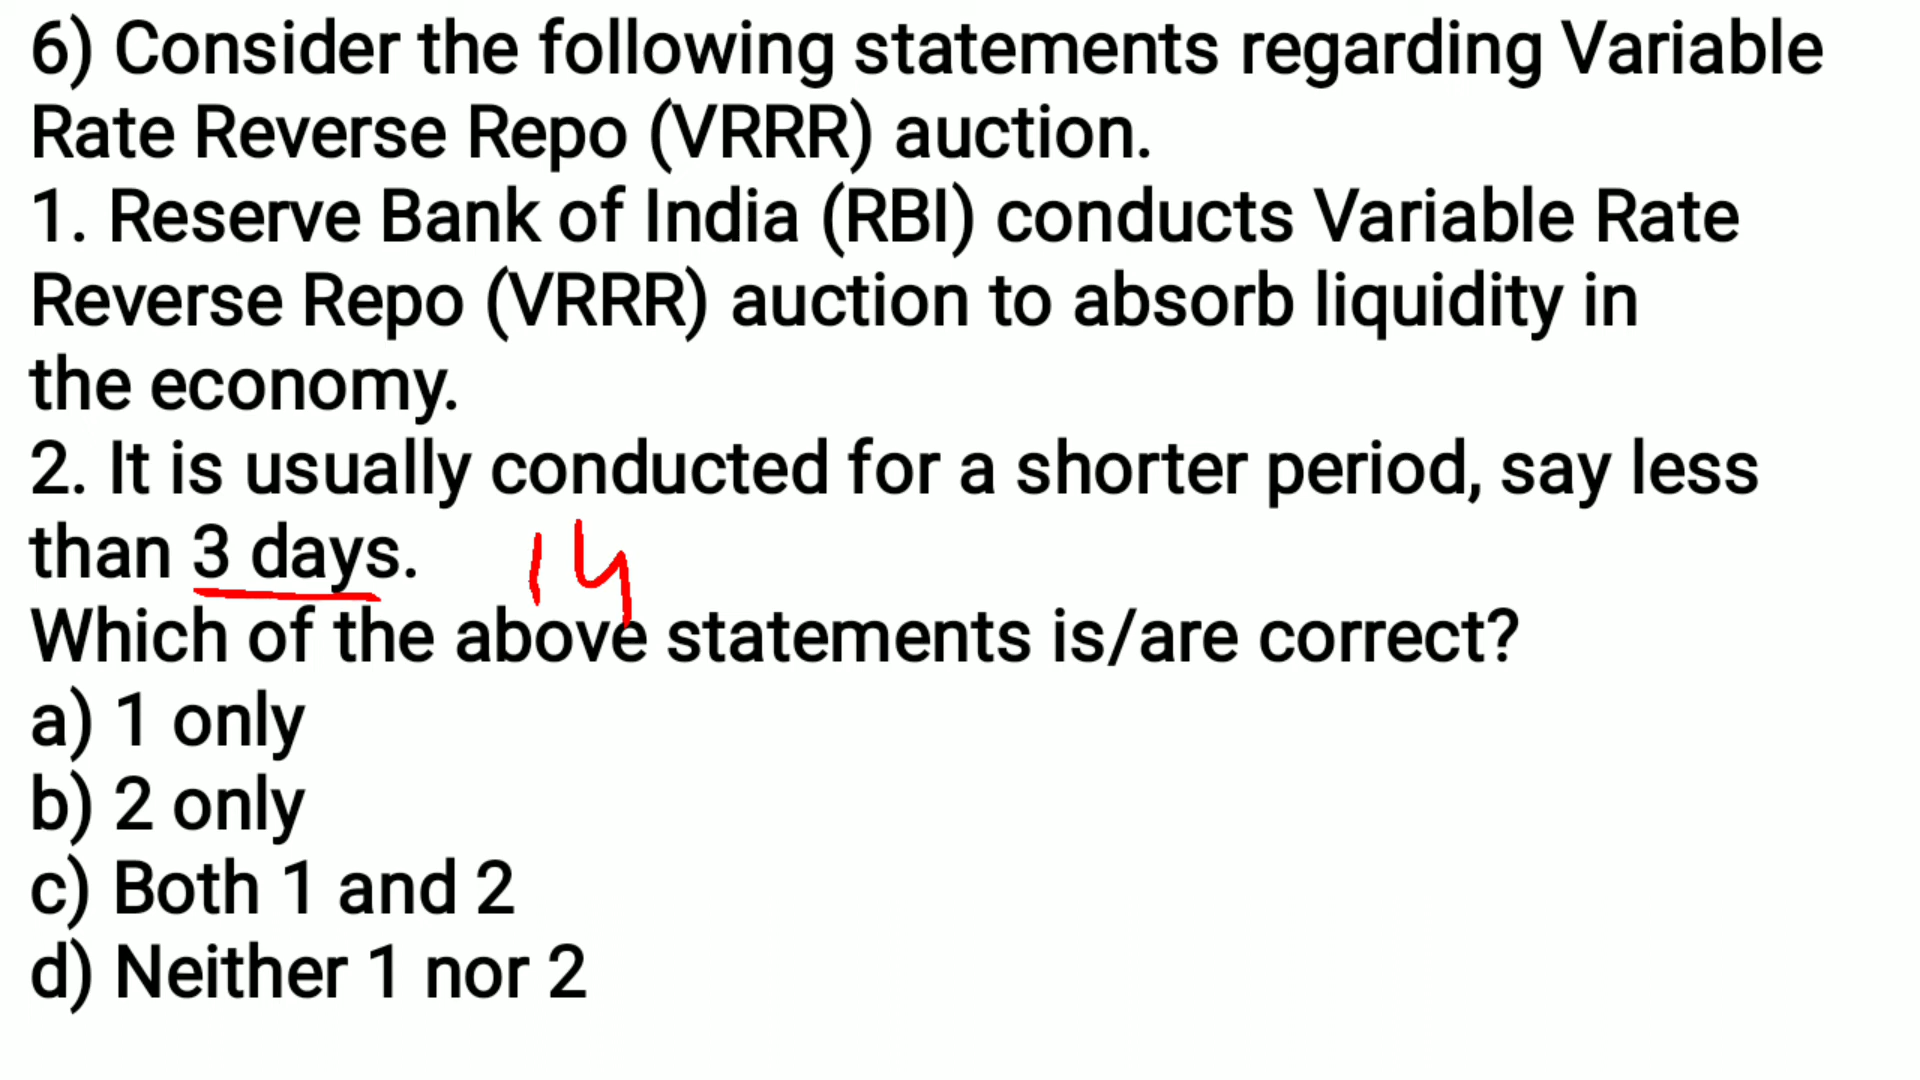 6) Consider the following statements regarding Variable
Rate Reverse Repo (VRRR) auction.
1. Reserve Bank of India (RBI) conducts Variable Rate
Reverse Repo (VRRR) auction to absorb liquidity in
the economy.
2. It is usually conducted for a shorter period, say less
than 3 days. 14
Which of the above statements is/are correct?
a) 1 only
b) 2 only
c) Both 1 and 2
d) Neither 1 nor 2